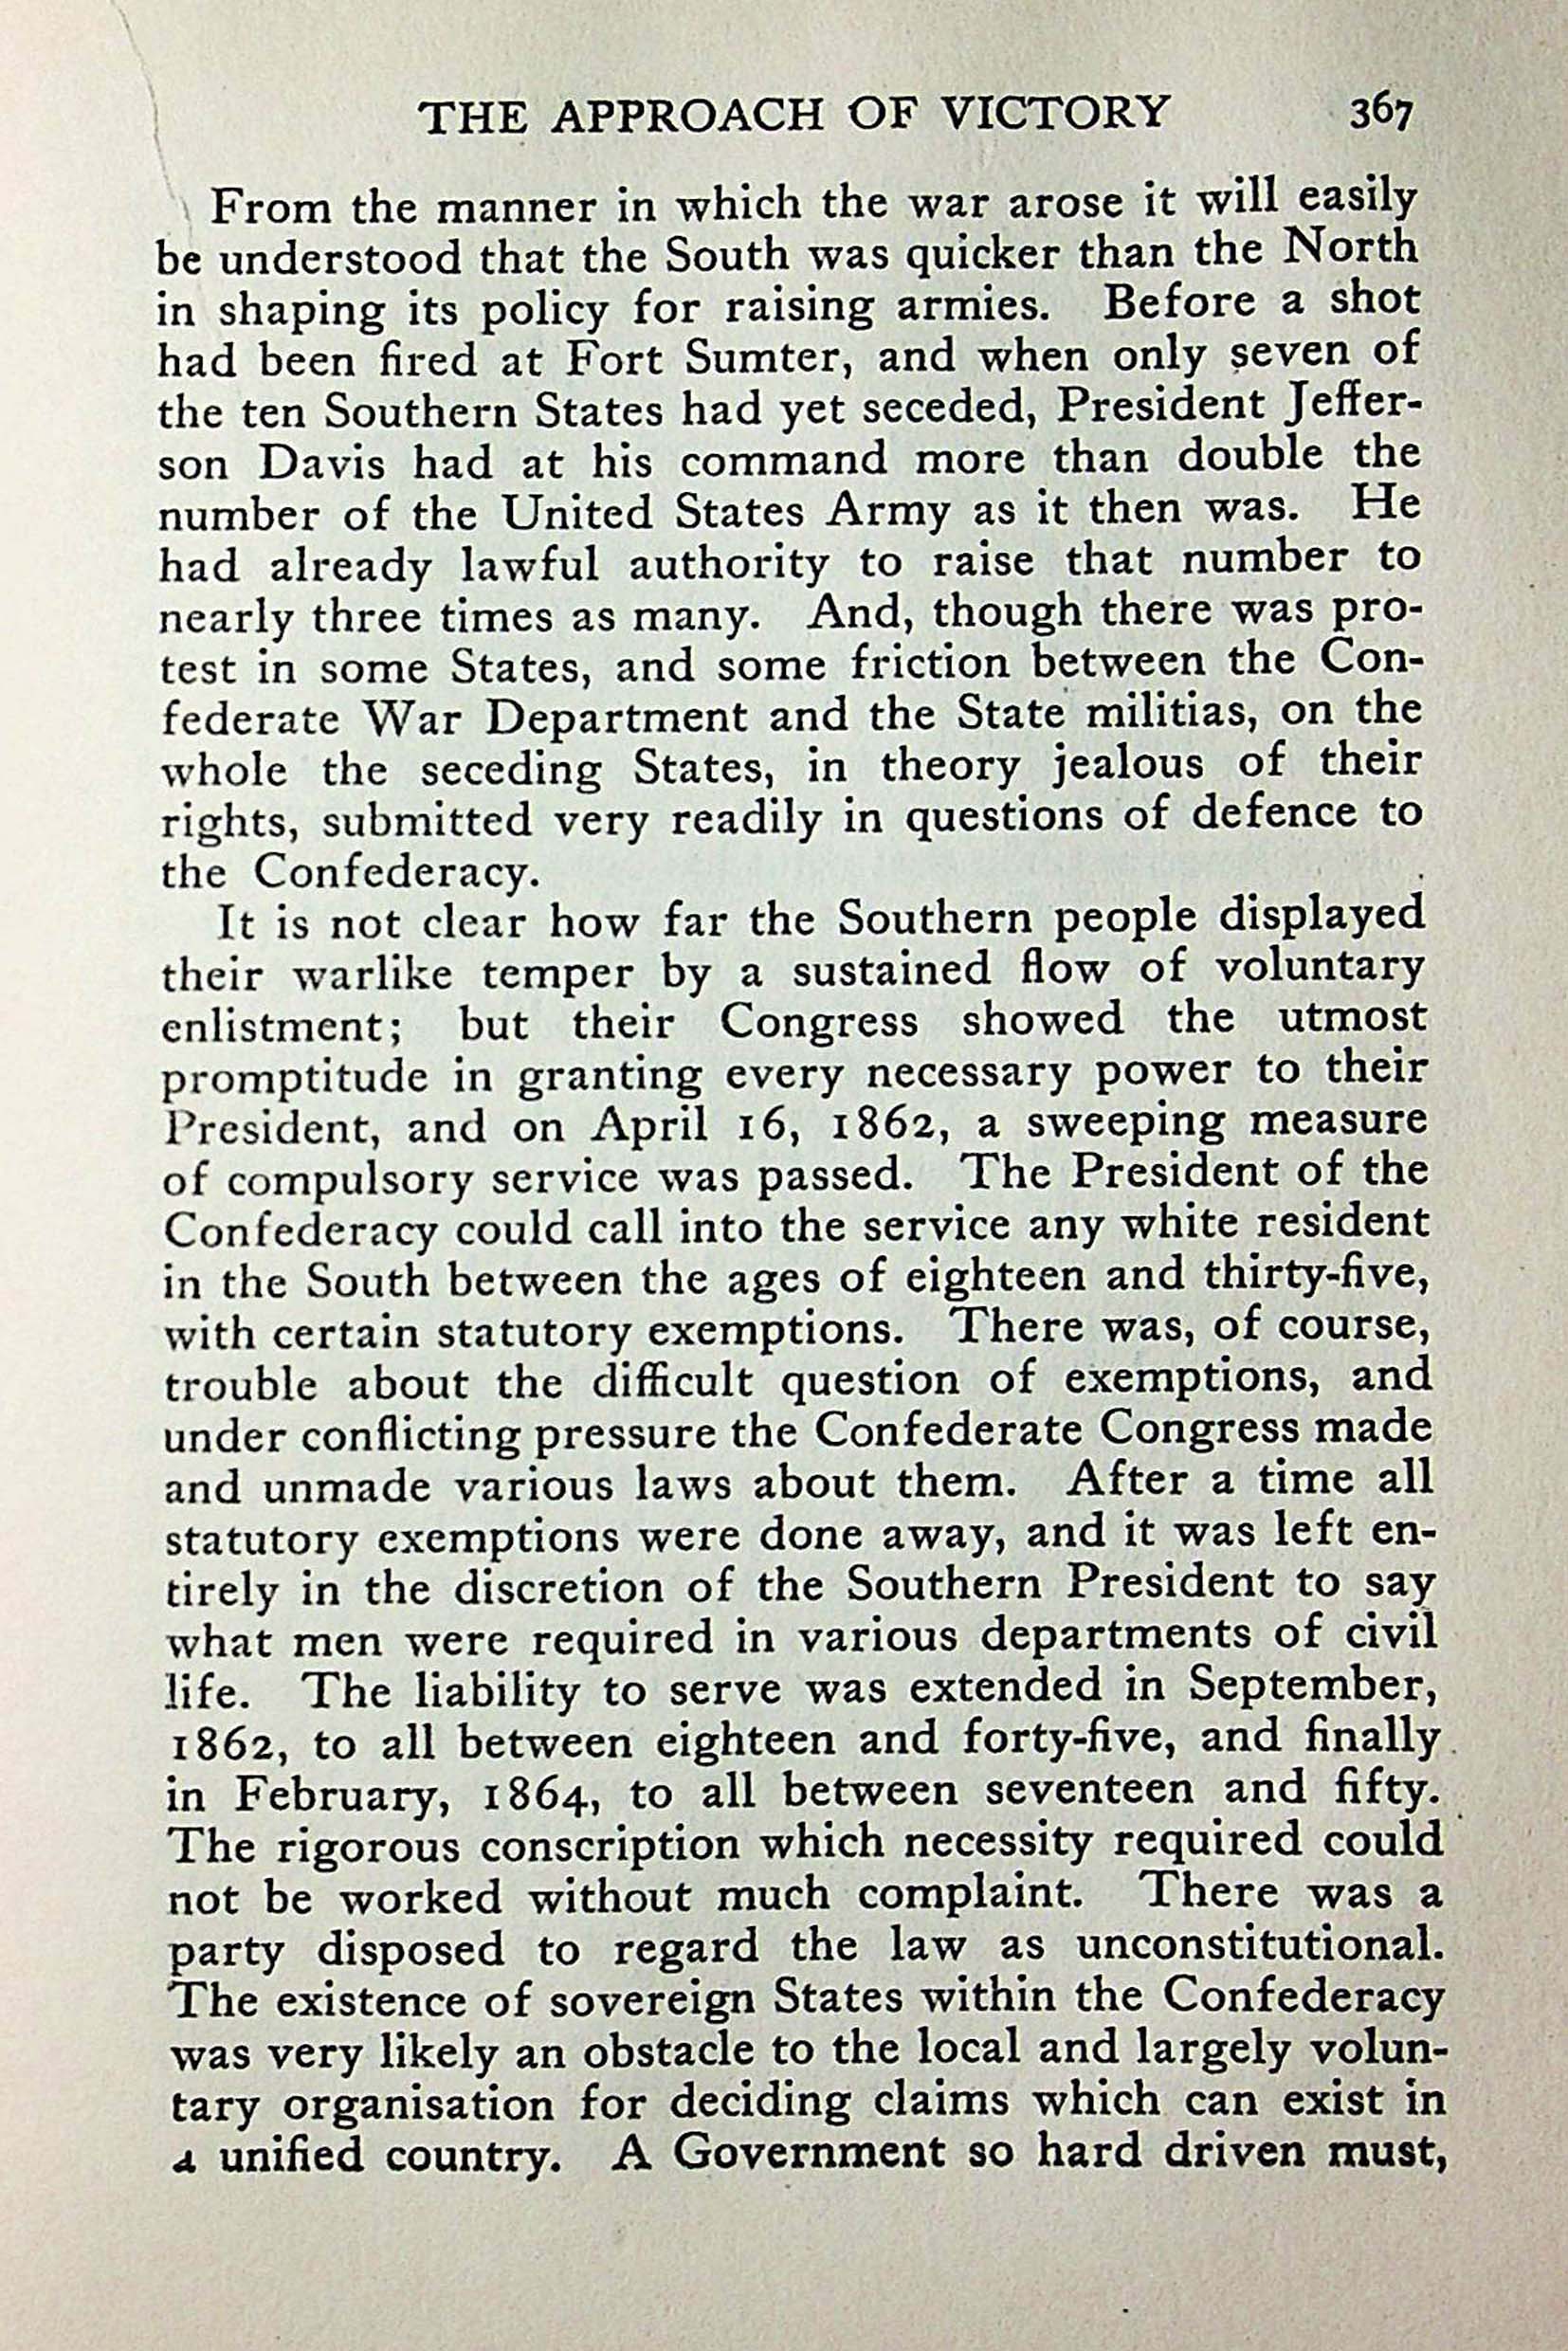 THE APPROACH OF VICTORY 367
From the manner in which the war arose it will easily
be understood that the South was quicker than the North
in shaping its policy for raising armies. Before a shot
had been fired at Fort Sumter, and when only seven of
the ten Southern States had yet seceded, President Jeffer-
son Davis had at his command more than double the
number of the United States Army as it then was. He
had already lawful authority to raise that number to
nearly three times as many. And, though there was pro-
test in some States, and some friction between the Con-
federate War Department and the State militias, on the
whole the seceding States, in theory jealous of their
rights, submitted very readily in questions of defence to
the Confederacy.
It is not clear how far the Southern people displayed
their warlike temper by a sustained flow of voluntary
enlistment; but their Congress showed the utmost
promptitude in granting every necessary power to their
President, and on April 16, 1862, a sweeping measure
of compulsory service was passed. The President of the
Confederacy could call into the service any white resident
in the South between the ages of eighteen and thirty-five,
with certain statutory exemptions. There was, of course,
trouble about the difficult question of exemptions, and
under conflicting pressure the Confederate Congress made
and unmade various laws about them. After a time all
statutory exemptions were done away, and it was left en-
tirely in the discretion of the Southern President to say
what men were required in various departments of civil
life. The liability to serve was extended in September,
1862, to all between eighteen and forty-five, and finally
in February, 1864, to all between seventeen and fifty.
The rigorous conscription which necessity required could
not be worked without much complaint. There was a
party disposed to regard the law as unconstitutional.
The existence of sovereign States within the Confederacy
was very likely an obstacle to the local and largely volun-
tary organisation for deciding claims which can exist in
a unified country. A Government so hard driven must,